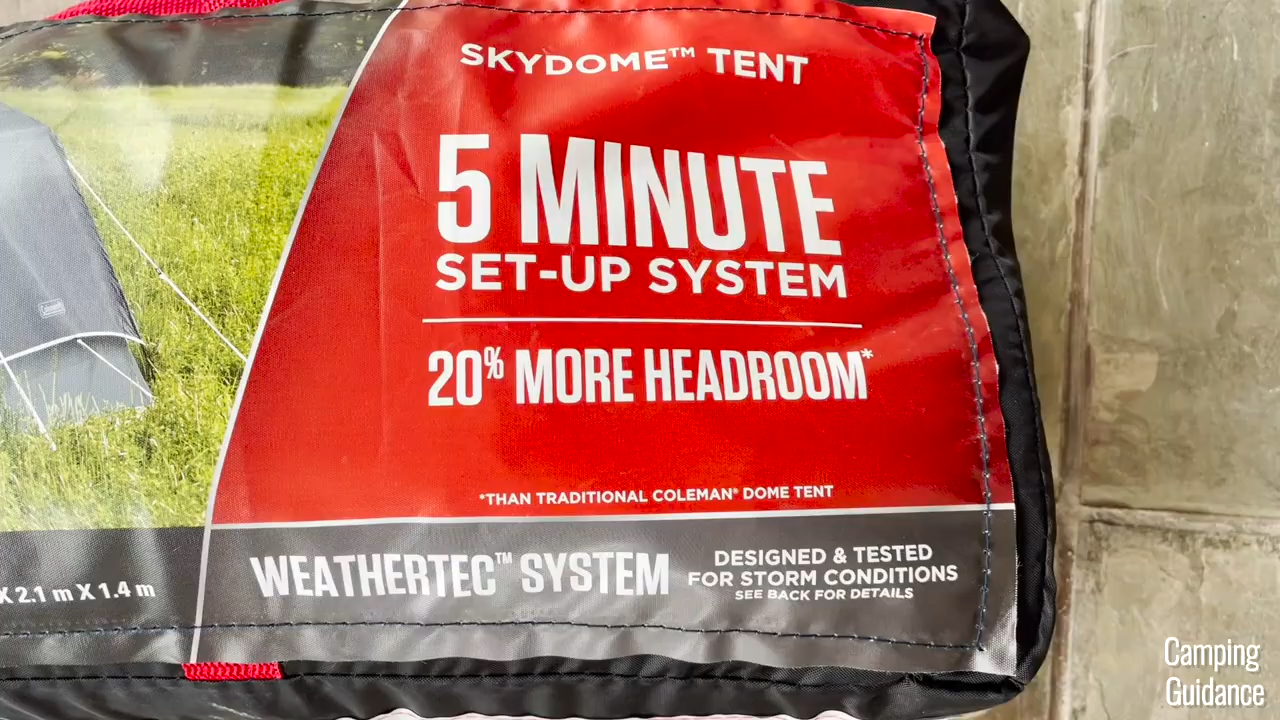 SKYDOME™ TENT
5 MINUTE
SET-UP SYSTEM
20% MORE HEADROOM*
*THAN TRADITIONAL COLEMAN® DOME TENT
WEATHERTEC™ SYSTEM
DESIGNED & TESTED
FOR STORM CONDITIONS
SEE BACK FOR DETAILS
X 2.1 m X 1.4 m
Coleman
Camping
Guidance